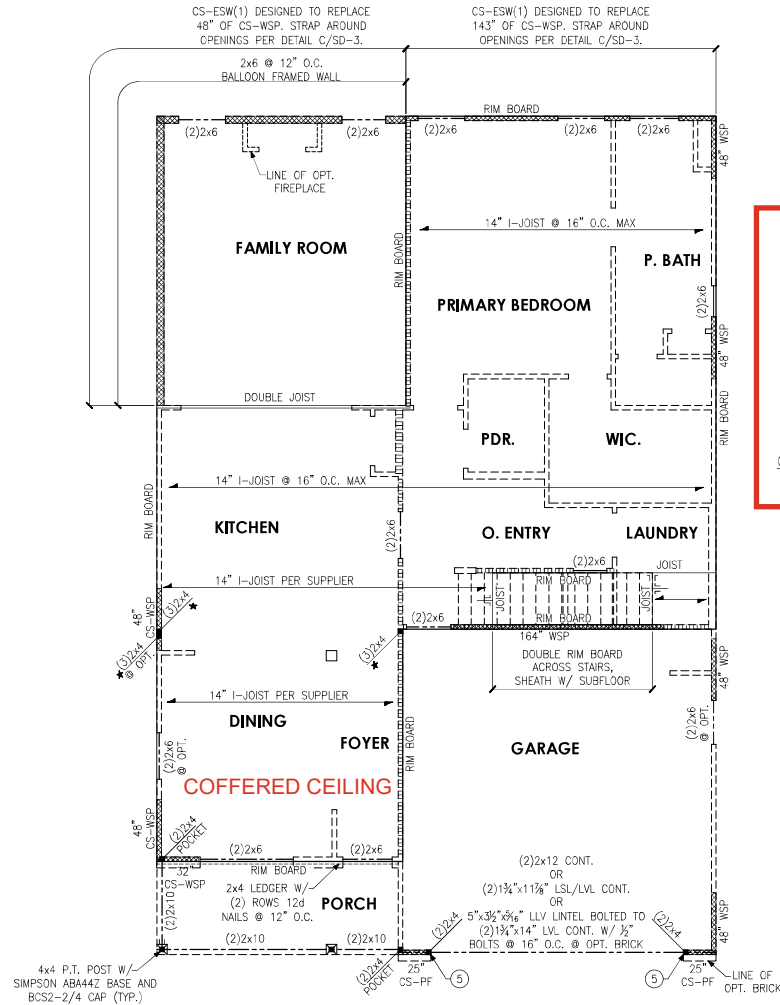 CS-ESW(1) DESIGNED TO REPLACE
48" OF CS-WSP. STRAP AROUND
OPENINGS PER DETAIL C/SD-3.
CS-ESW(1) DESIGNED TO REPLACE
143" OF CS-WSP. STRAP AROUND
OPENINGS PER DETAIL C/SD-3.
2x6 @ 12" O.C.
BALLOON FRAMED WALL
RIM BOARD
(2)2x6
(2)2x6
(2)2x6
(2)2x6
(2)2x6
48" WSP
LINE OF OPT.
FIREPLACE
14" I-JOIST @ 16" O.C. MAX
FAMILY ROOM
RIM BOARD
P. BATH
(2)2x6
PRIMARY BEDROOM
48" WSP
DOUBLE JOIST
RIM BOARD
PDR.
WIC.
14" I-JOIST @ 16" O.C. MAX
RIM BOARD
KITCHEN
(2)2x6
O. ENTRY
LAUNDRY
(2)2x6
JOIST
14" I-JOIST PER SUPPLIER
RIM BOARD
JOIST
JOIST
RIM BOARD
48"
CS-WSP
(3)2x4
★
(2)2x6
164" WSP
★
(3)2x4
@ OPT.
(3)2x4
★
DOUBLE RIM BOARD
ACROSS STAIRS,
SHEATH W/ SUBFLOOR
48" WSP
14" I-JOIST PER SUPPLIER
DINING
(2)2x6
@ OPT.
FOYER
RIM BOARD
GARAGE
(2)2x6
@ OPT.
COFFERED CEILING
48"
CS-WSP
(2)2x4
POCKET
(2)2x6
(2)2x6
32"
CS-WSP
RIM BOARD
2x4 LEDGER W/
(2) ROWS 12d
NAILS @ 12" O.C.
PORCH
(2)2x10
(2)2x10
(2)2x10
(2)2x12 CONT.
OR
(2)1¾"x11⅞" LSL/LVL CONT.
OR
5"x3½"x5/16" LLV LINTEL BOLTED TO
(2)1¾"x14" LVL CONT. W/ ½"
BOLTS @ 16" O.C. @ OPT. BRICK
(2)2x4
(2)2x4
48" WSP
4x4 P.T. POST W/
SIMPSON ABA44Z BASE AND
BCS2-2/4 CAP (TYP.)
(2)2x4
POCKET
25"
CS-PF
5
5
25"
CS-PF
LINE OF
OPT. BRICK